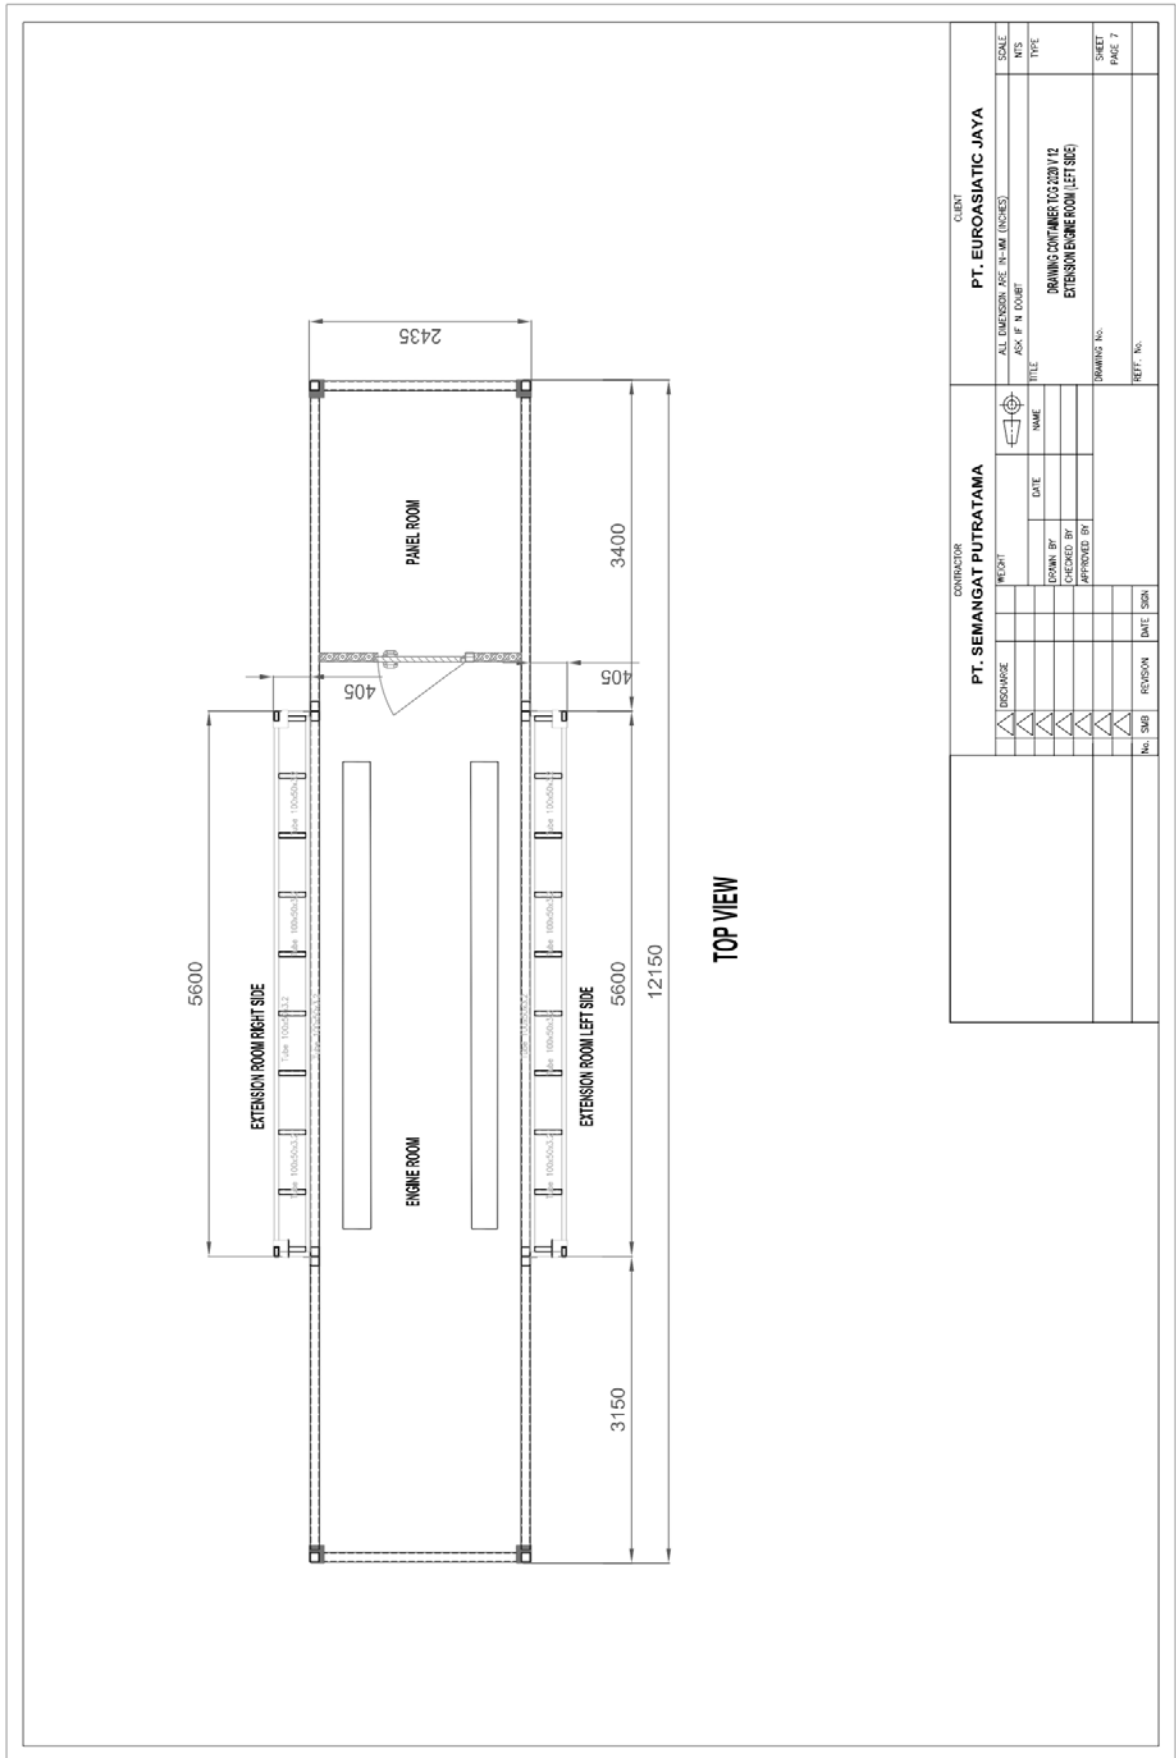 5600
EXTENSION ROOM RIGHT SIDE
Tube 100x50x3.2
405
2435
ENGINE ROOM
PANEL ROOM
405
EXTENSION ROOM LEFT SIDE
3150
5600
3400
12150
TOP VIEW
CONTRACTOR
PT. SEMANGAT PUTRATAMA
CLIENT
PT. EUROASIATIC JAYA
DISCHARGE
WEIGHT
DATE
NAME
DRAWN BY
CHECKED BY
APPROVED BY
No.
SMB
REVISION
DATE
SIGN
ALL DIMENSION ARE IN-MM (INCHES)
ASK IF N DOUBT
SCALE
NTS
TITLE
TYPE
DRAWING CONTAINER TCG 2020 V 12
EXTENSION ENGINE ROOM (LEFT SIDE)
DRAWING No.
SHEET
PAGE 7
REFF. No.